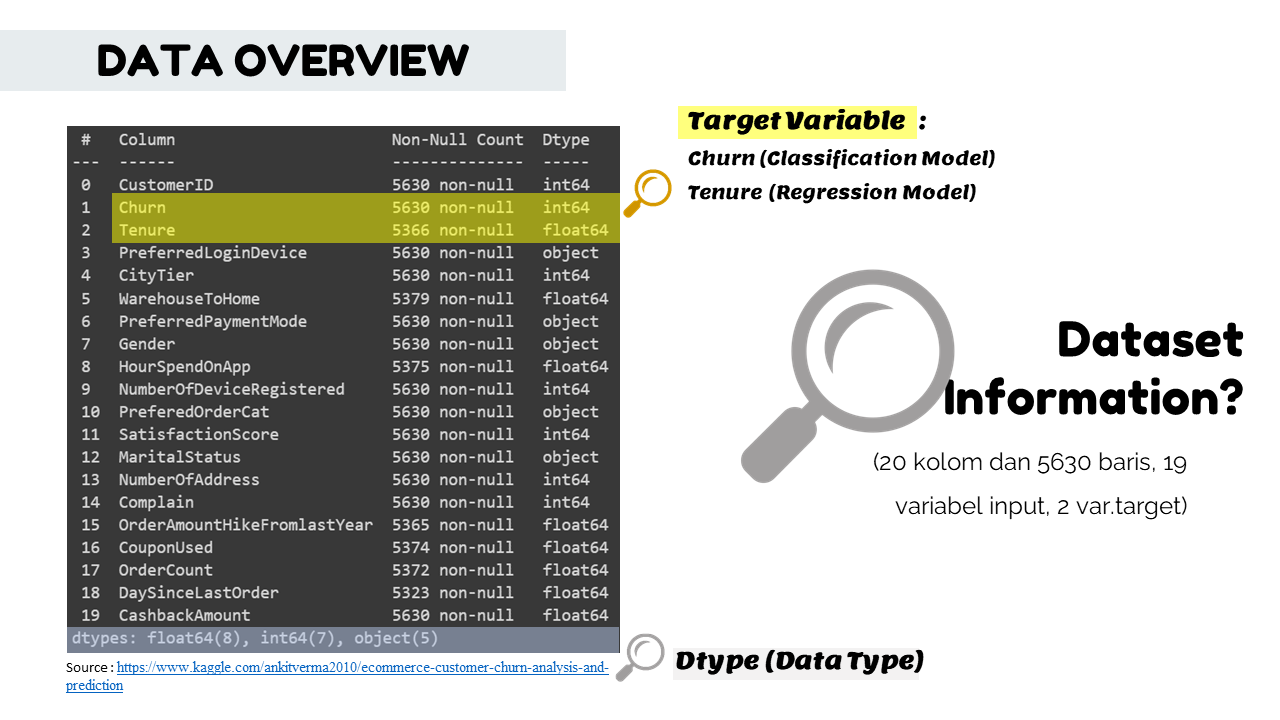 DATA OVERVIEW
# Column Non-Null Count Dtype
--- ------ -------------- -----
0 CustomerID 5630 non-null int64
1 Churn 5630 non-null int64
2 Tenure 5366 non-null float64
3 PreferredLoginDevice 5630 non-null object
4 CityTier 5630 non-null int64
5 WarehouseToHome 5379 non-null float64
6 PreferredPaymentMode 5630 non-null object
7 Gender 5630 non-null object
8 HourSpendOnApp 5375 non-null float64
9 NumberOfDeviceRegistered 5630 non-null int64
10 PreferedOrderCat 5630 non-null object
11 SatisfactionScore 5630 non-null int64
12 MaritalStatus 5630 non-null object
13 NumberOfAddress 5630 non-null int64
14 Complain 5630 non-null int64
15 OrderAmountHikeFromlastYear 5365 non-null float64
16 CouponUsed 5374 non-null float64
17 OrderCount 5372 non-null float64
18 DaySinceLastOrder 5323 non-null float64
19 CashbackAmount 5630 non-null float64
dtypes: float64(8), int64(7), object(5)
Source : https://www.kaggle.com/ankitverma2010/ecommerce-customer-churn-analysis-and-
prediction
Target Variable :
Churn (Classification Model)
Tenure (Regression Model)
Dataset
Information?
(20 kolom dan 5630 baris, 19
variabel input, 2 var.target)
Dtype (Data Type)